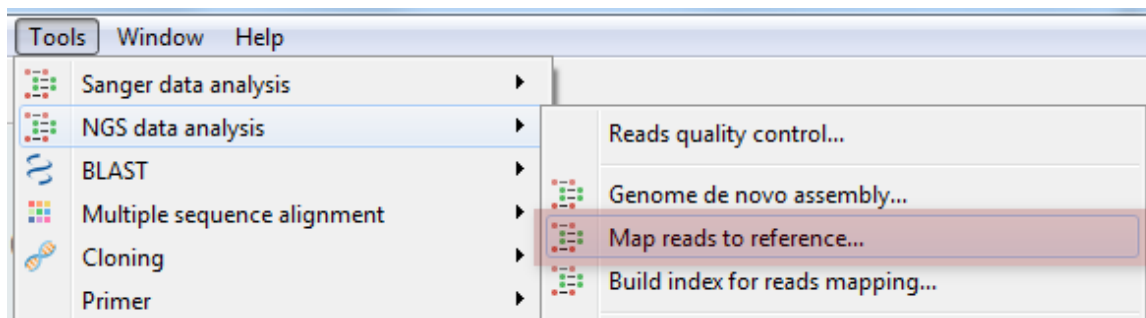 Tools Window Help
Sanger data analysis
NGS data analysis
BLAST
Multiple sequence alignment
Cloning
Primer
Reads quality control...
Genome de novo assembly...
Map reads to reference...
Build index for reads mapping...